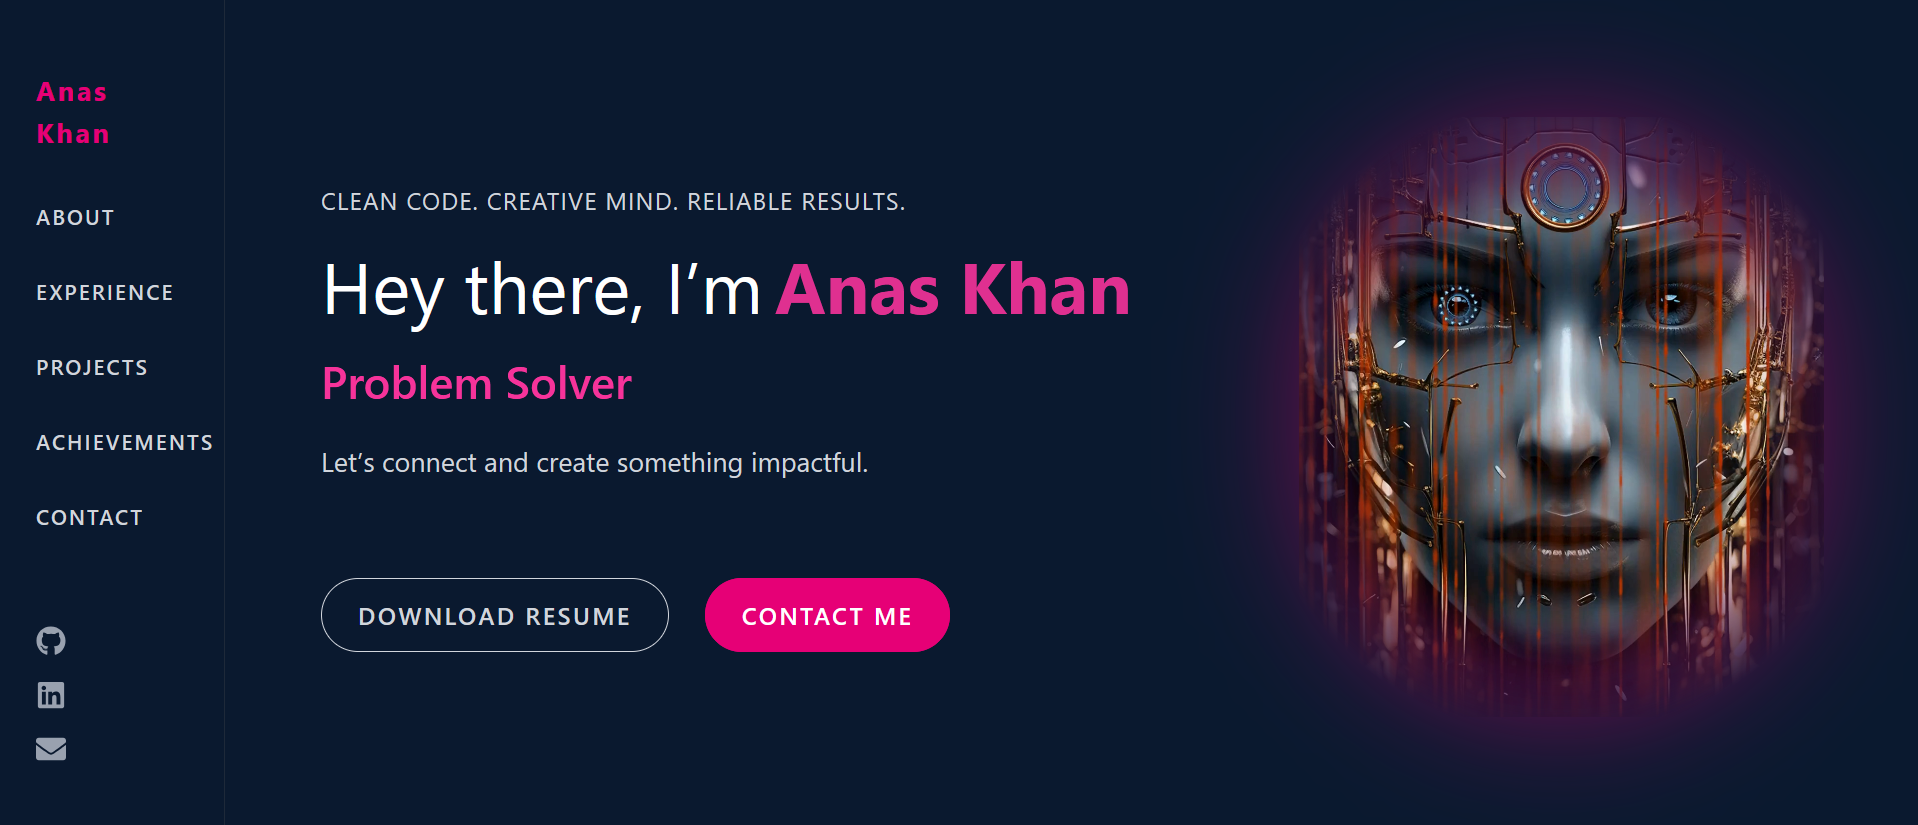 Anas
Khan
ABOUT
EXPERIENCE
PROJECTS
ACHIEVEMENTS
CONTACT
CLEAN CODE. CREATIVE MIND. RELIABLE RESULTS.
Hey there, I’m Anas Khan
Problem Solver
Let’s connect and create something impactful.
DOWNLOAD RESUME
CONTACT ME